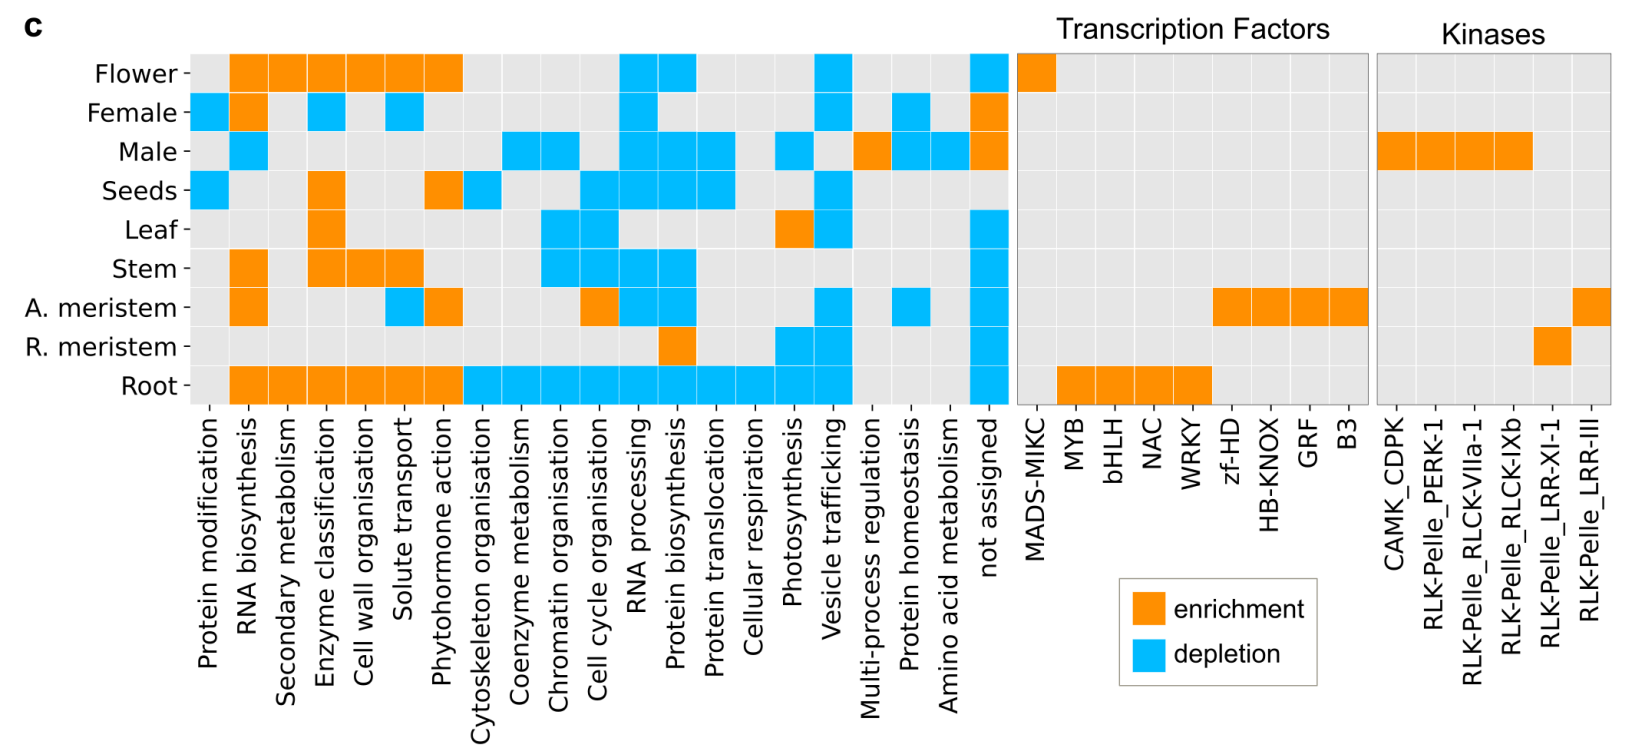 c
Transcription Factors
Kinases
Flower
Female
Male
Seeds
Leaf
Stem
A. meristem
R. meristem
Root
Protein modification
RNA biosynthesis
Secondary metabolism
Enzyme classification
Cell wall organisation
Solute transport
Phytohormone action
Cytoskeleton organisation
Coenzyme metabolism
Chromatin organisation
Cell cycle organisation
RNA processing
Protein biosynthesis
Protein translocation
Cellular respiration
Photosynthesis
Vesicle trafficking
Multi-process regulation
Protein homeostasis
Amino acid metabolism
not assigned
MADS-MIKC
MYB
bHLH
NAC
WRKY
zf-HD
HB-KNOX
GRF
B3
CAMK_CDPK
RLK-Pelle_PERK-1
RLK-Pelle_RLCK-VIIa-1
RLK-Pelle_RLCK-IXb
RLK-Pelle_LRR-XI-1
RLK-Pelle_LRR-III
enrichment
depletion